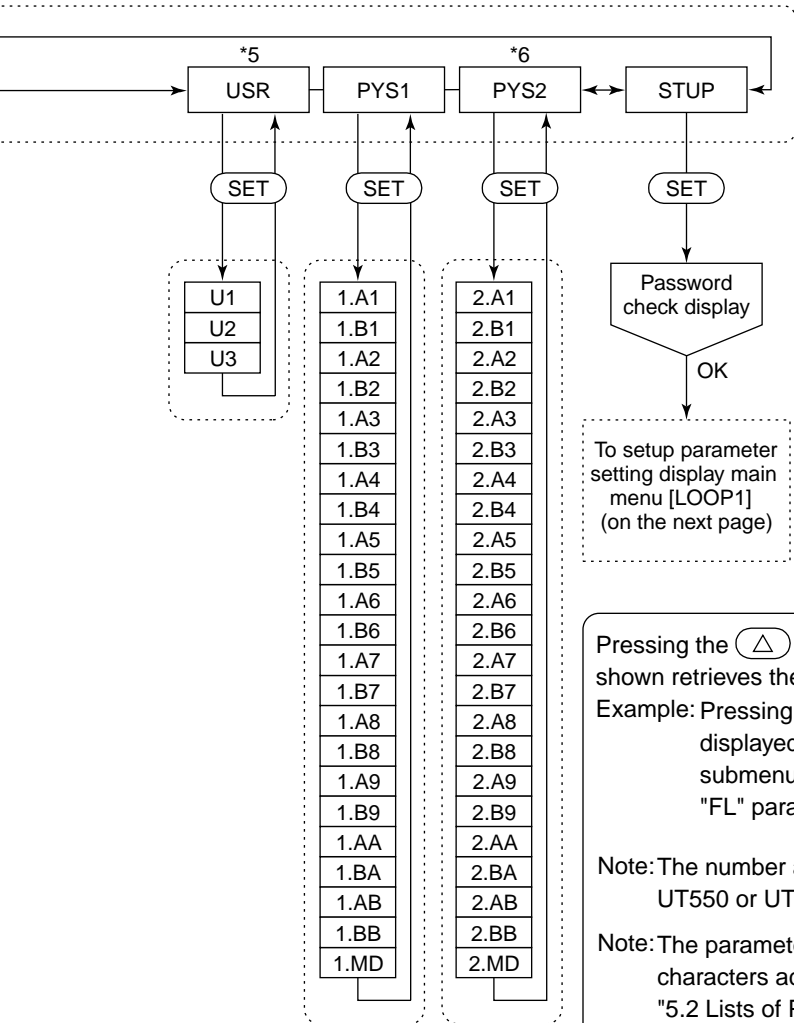 *5
*6
USR
PYS1
PYS2
STUP
SET
SET
SET
SET
U1
U2
U3
1.A1
1.B1
1.A2
1.B2
1.A3
1.B3
1.A4
1.B4
1.A5
1.B5
1.A6
1.B6
1.A7
1.B7
1.A8
1.B8
1.A9
1.B9
1.AA
1.BA
1.AB
1.BB
1.MD
2.A1
2.B1
2.A2
2.B2
2.A3
2.B3
2.A4
2.B4
2.A5
2.B5
2.A6
2.B6
2.A7
2.B7
2.A8
2.B8
2.A9
2.B9
2.AA
2.BA
2.AB
2.BB
2.MD
Password
check display
OK
To setup parameter
setting display main
menu [LOOP1]
(on the next page)
Pressing the △
shown retrieves the
Example: Pressing
displayed
submenu
"FL" para
Note: The number a
UT550 or UT
Note: The paramete
characters ac
"5.2 Lists of P